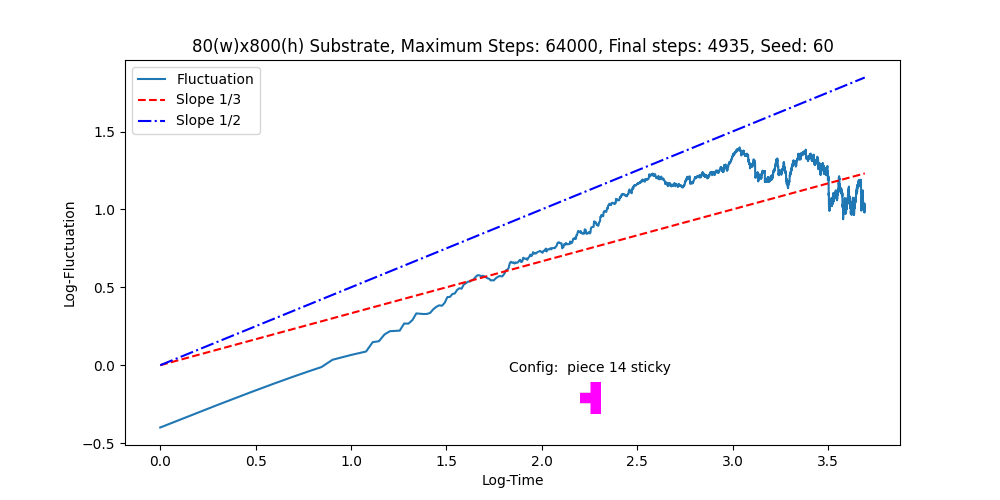 80(w)x800(h) Substrate, Maximum Steps: 64000, Final steps: 4935, Seed: 60
Fluctuation
Slope 1/3
Slope 1/2
1.5
1.0
0.5
0.0
−0.5
Log-Fluctuation
Config:  piece 14 sticky
0.0 0.5 1.0 1.5 2.0 2.5 3.0 3.5
Log-Time